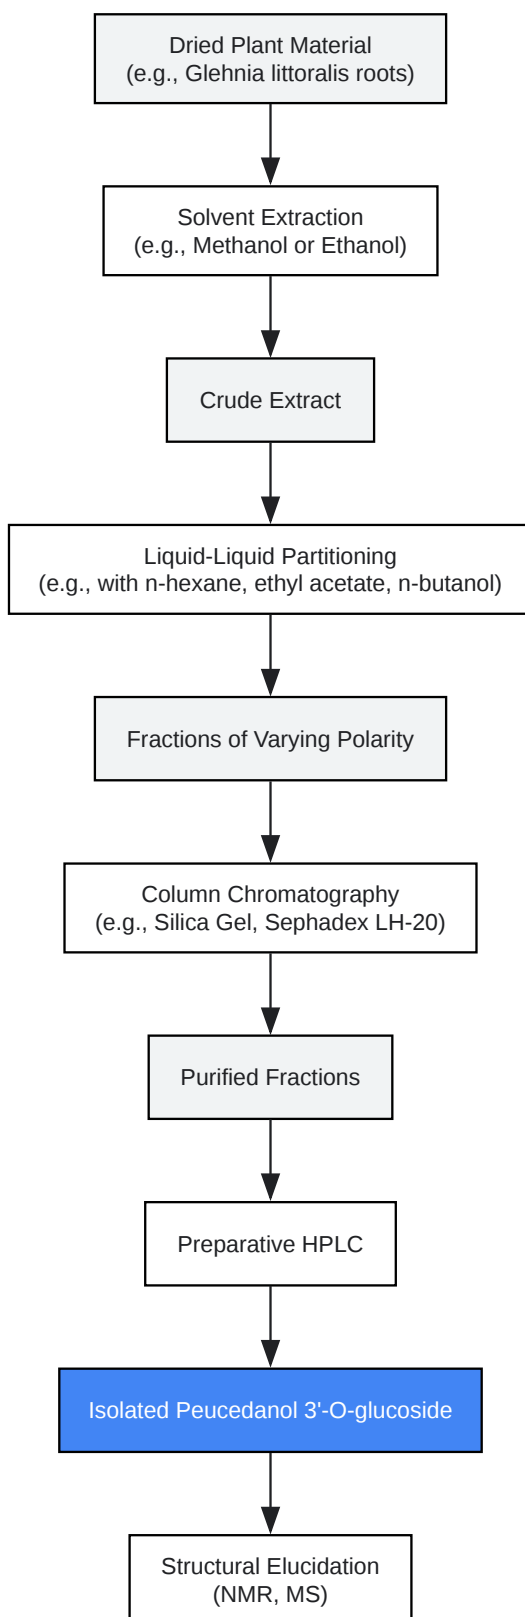 Dried Plant Material
(e.g., Glehnia littoralis roots)
Solvent Extraction
(e.g., Methanol or Ethanol)
Crude Extract
Liquid-Liquid Partitioning
(e.g., with n-hexane, ethyl acetate, n-butanol)
Fractions of Varying Polarity
Column Chromatography
(e.g., Silica Gel, Sephadex LH-20)
Purified Fractions
Preparative HPLC
Isolated Peucedanol 3'-O-glucoside
Structural Elucidation
(NMR, MS)